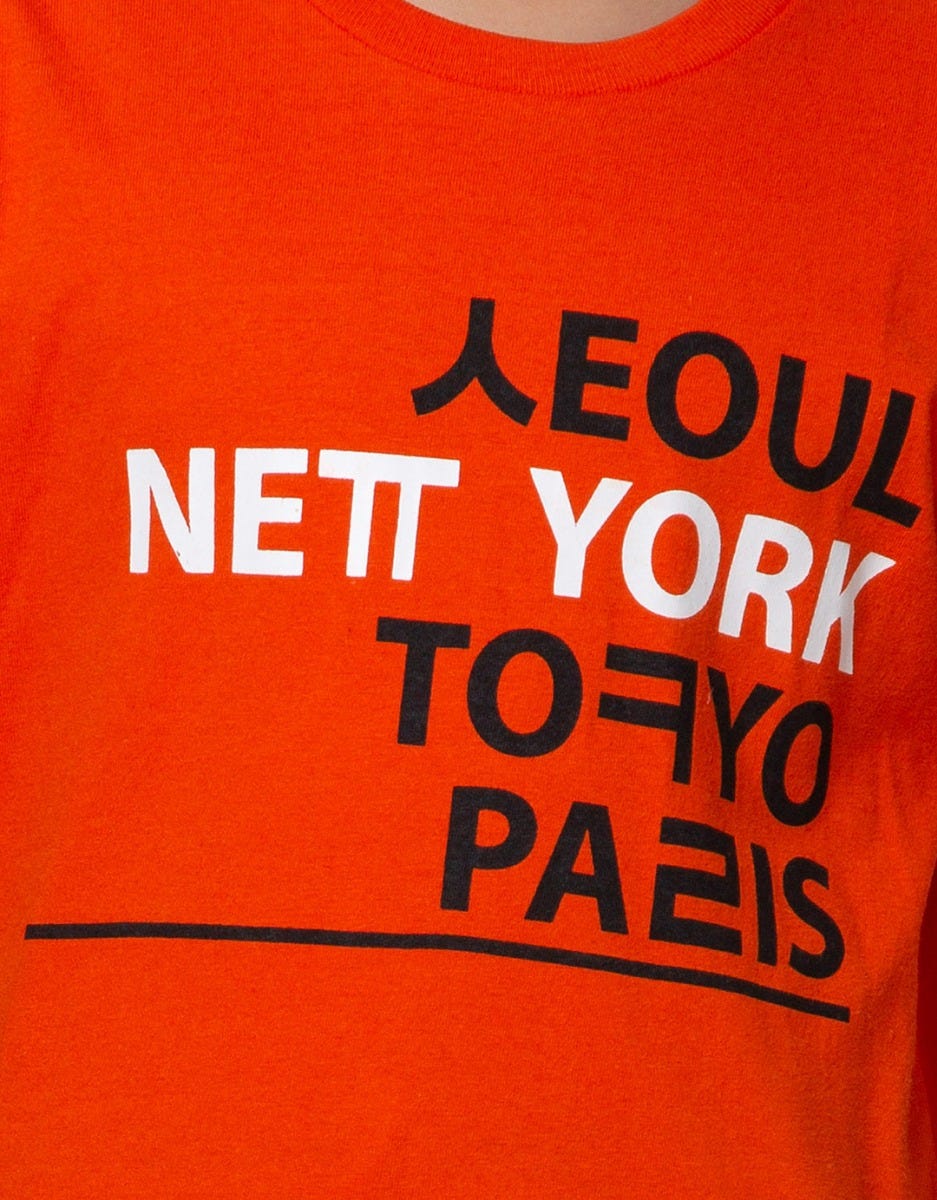 ㅅEOUL
NEㅠ YORK
TOㅋYO
PAㄹIS